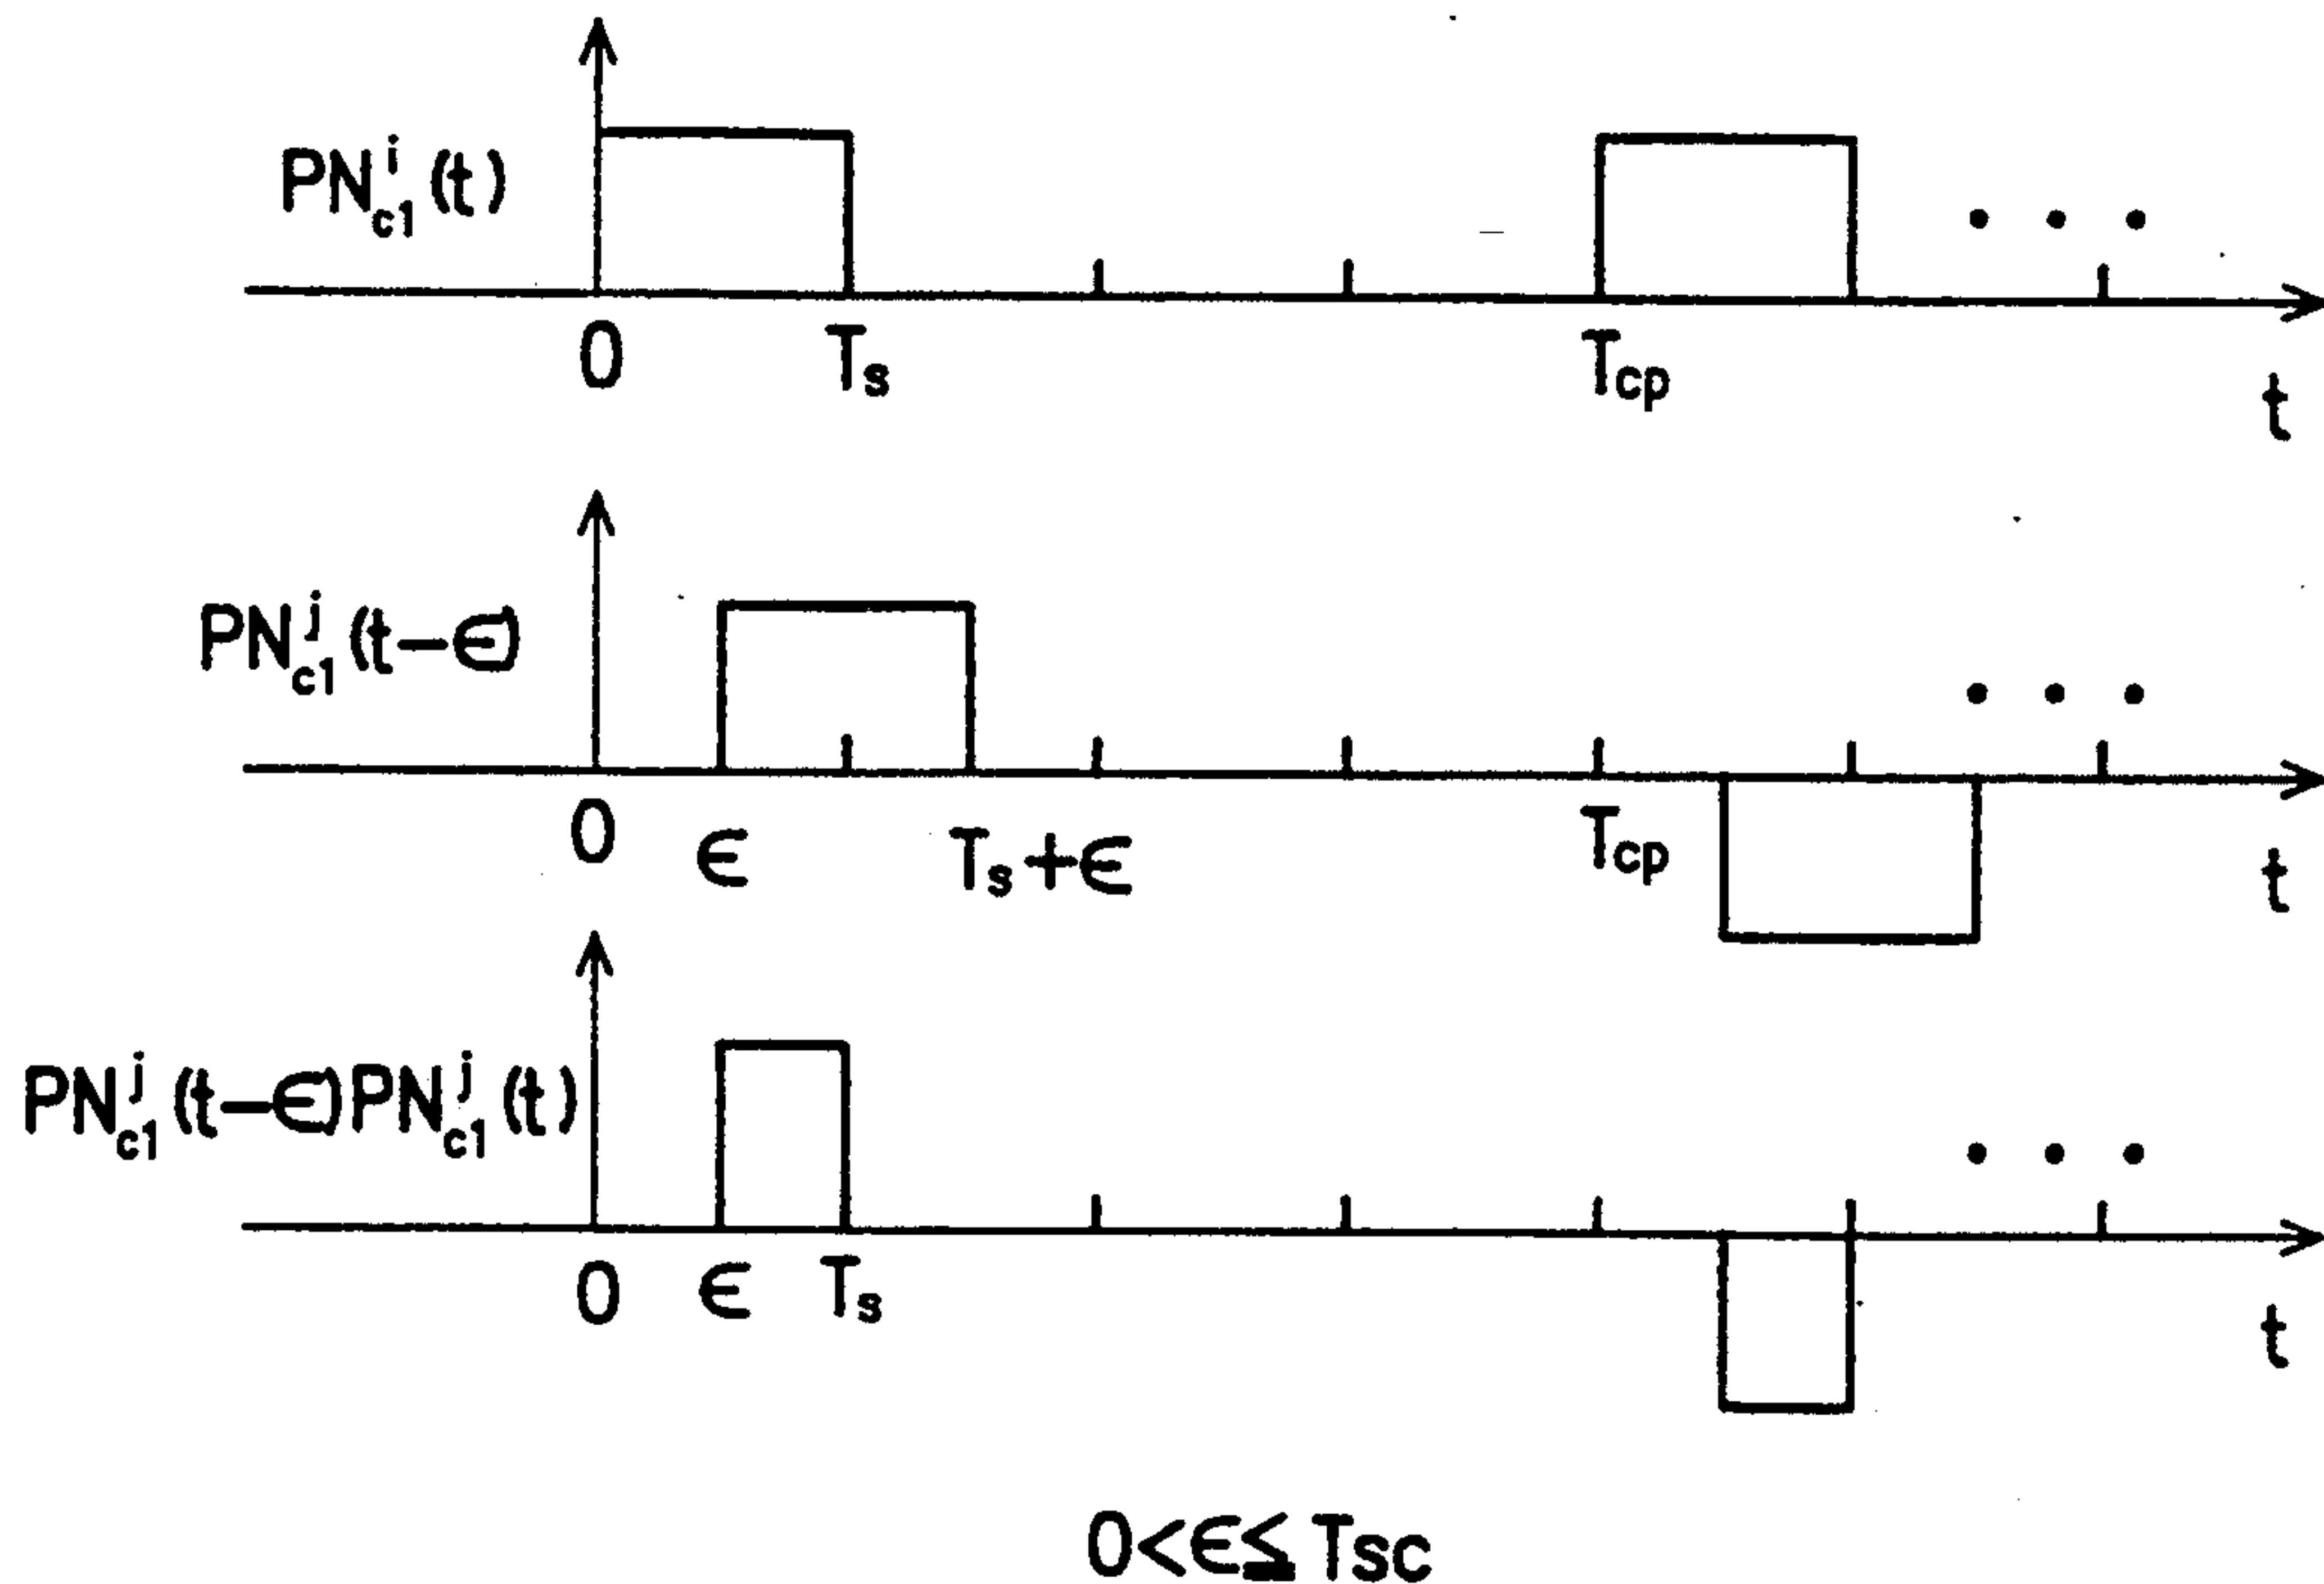 PN^i_c1(t)
0 Ts Tcp t
PN^j_c1(t-ϵ)
0 ϵ Ts+ϵ Tcp t
PN^j_c1(t-ϵ)PN^j_c1(t)
0 ϵ Ts t
0<ϵ≦Tsc